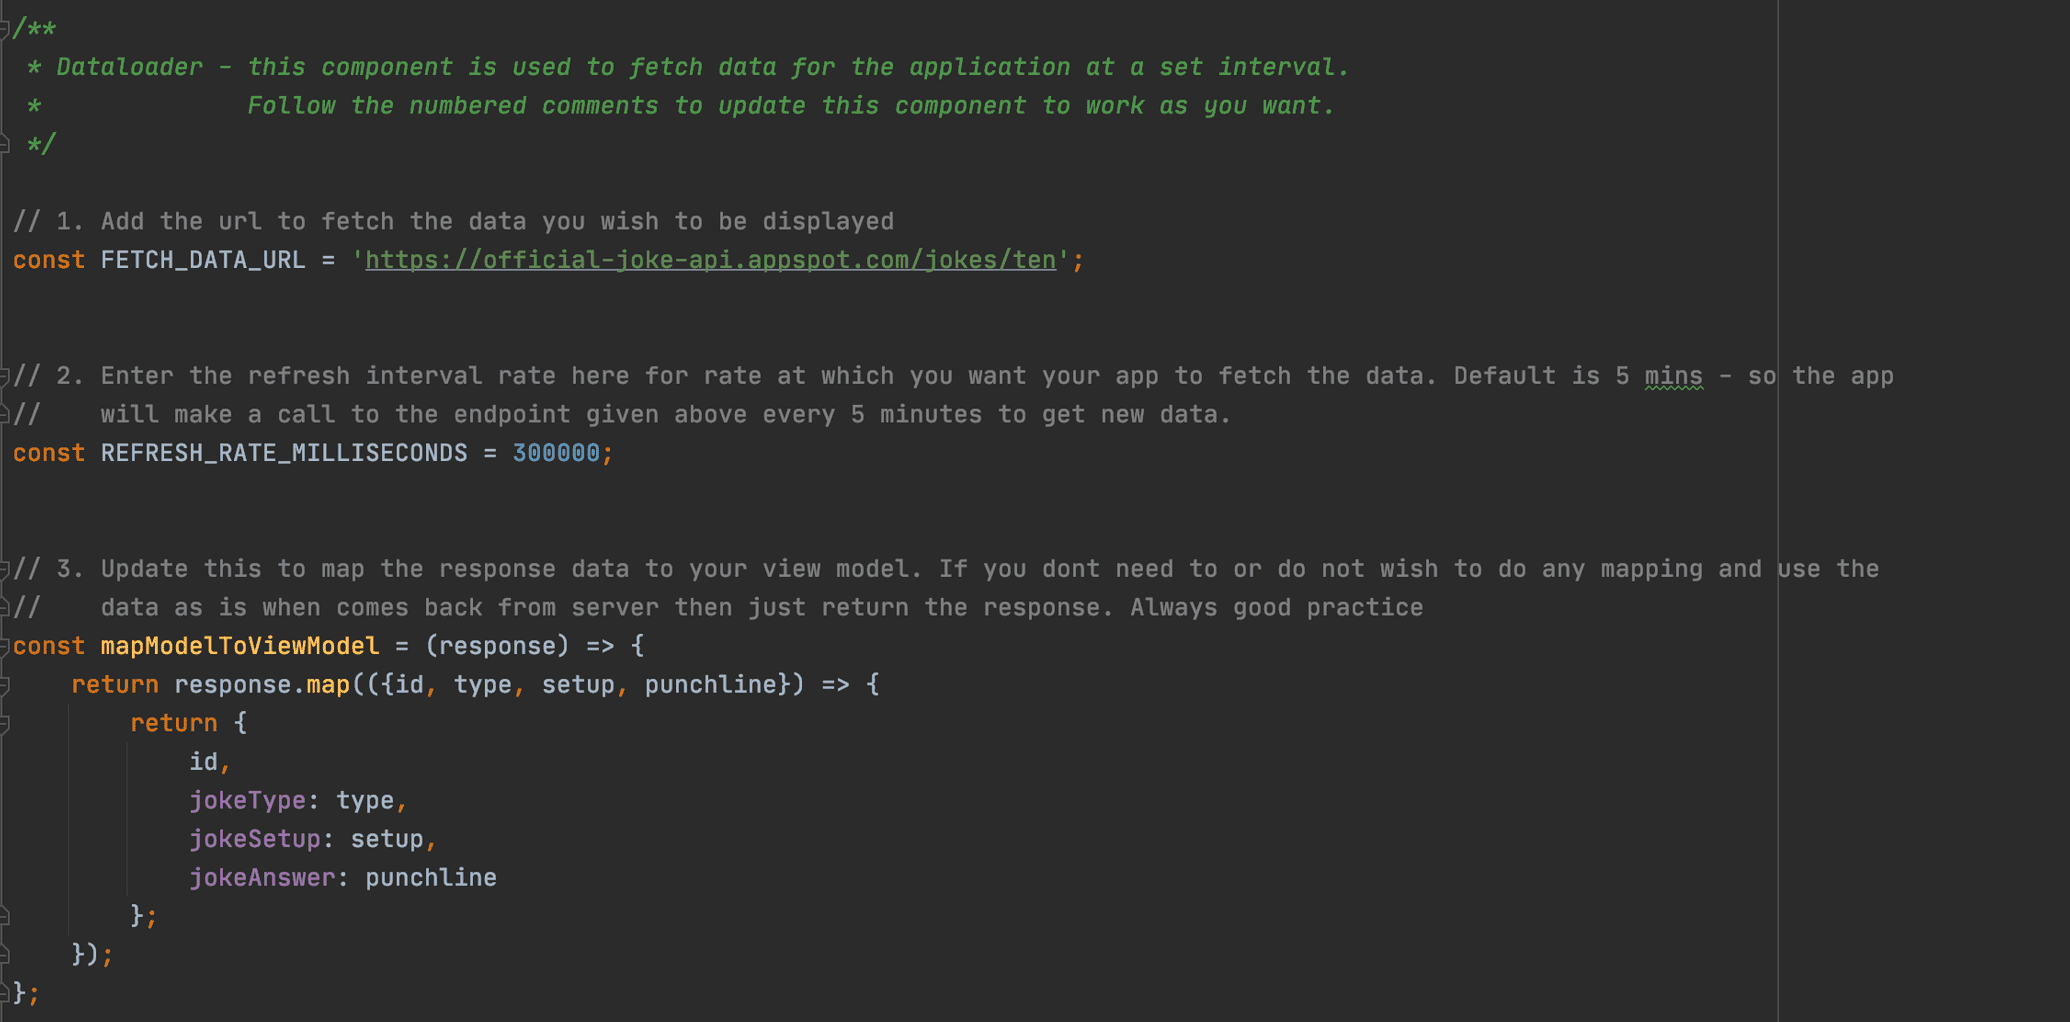 /**
 * Dataloader - this component is used to fetch data for the application at a set interval.
 *              Follow the numbered comments to update this component to work as you want.
 */
// 1. Add the url to fetch the data you wish to be displayed
const FETCH_DATA_URL = 'https://official-joke-api.appspot.com/jokes/ten';
// 2. Enter the refresh interval rate here for rate at which you want your app to fetch the data. Default is 5 mins - so the app
//    will make a call to the endpoint given above every 5 minutes to get new data.
const REFRESH_RATE_MILLISECONDS = 300000;
// 3. Update this to map the response data to your view model. If you dont need to or do not wish to do any mapping and use the
//    data as is when comes back from server then just return the response. Always good practice
const mapModelToViewModel = (response) => {
    return response.map(({id, type, setup, punchline}) => {
        return {
            id,
            jokeType: type,
            jokeSetup: setup,
            jokeAnswer: punchline
        };
    });
};